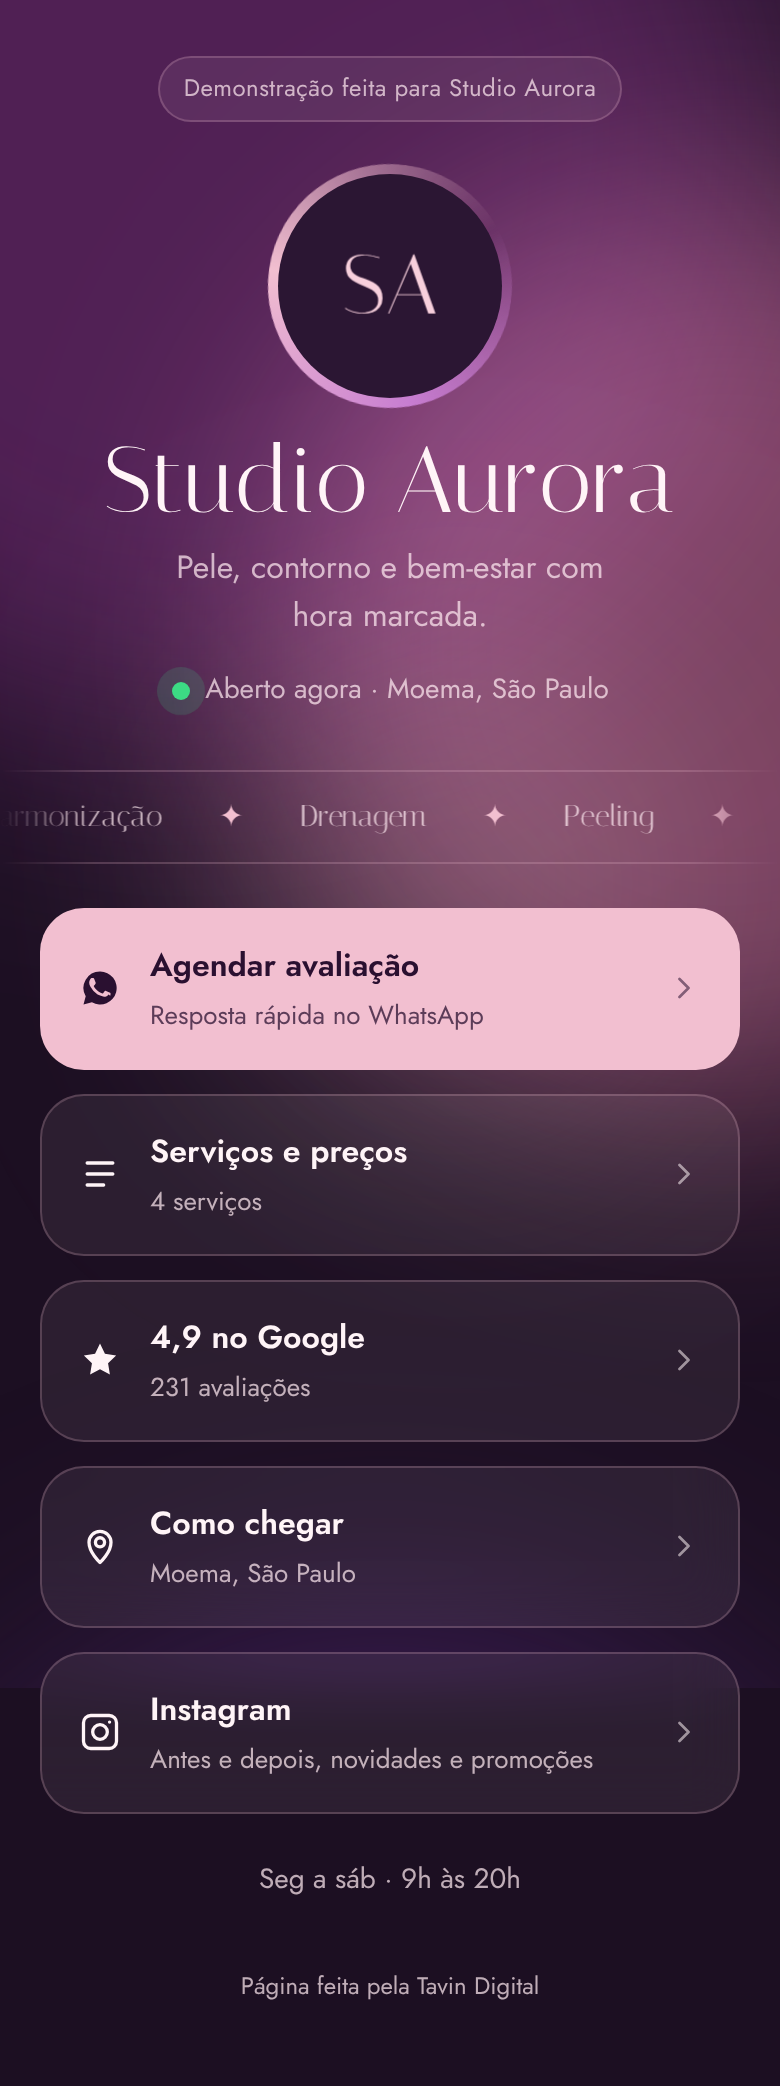 Demonstração feita para Studio Aurora
SA
Studio Aurora
Pele, contorno e bem-estar com
hora marcada.
Aberto agora · Moema, São Paulo
rmonização ✦ Drenagem ✦ Peeling ✦
Agendar avaliação
Resposta rápida no WhatsApp
Serviços e preços
4 serviços
4,9 no Google
231 avaliações
Como chegar
Moema, São Paulo
Instagram
Antes e depois, novidades e promoções
Seg a sáb · 9h às 20h
Página feita pela Tavin Digital